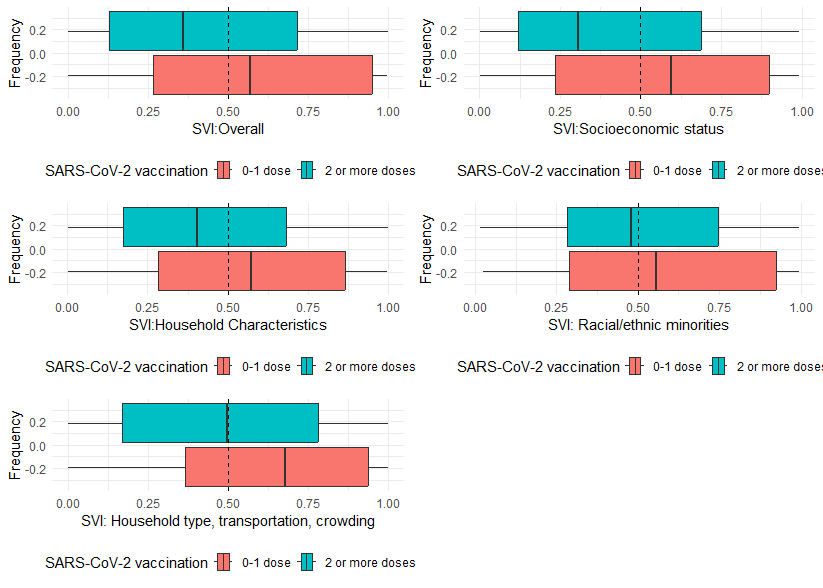 Frequency
0.2
0.0
-0.2
0.00 0.25 0.50 0.75 1.00
SVI:Overall
SARS-CoV-2 vaccination 0-1 dose 2 or more doses
Frequency
0.2
0.0
-0.2
0.00 0.25 0.50 0.75 1.00
SVI:Socioeconomic status
SARS-CoV-2 vaccination 0-1 dose 2 or more doses
Frequency
0.2
0.0
-0.2
0.00 0.25 0.50 0.75 1.00
SVI:Household Characteristics
SARS-CoV-2 vaccination 0-1 dose 2 or more doses
Frequency
0.2
0.0
-0.2
0.00 0.25 0.50 0.75 1.00
SVI: Racial/ethnic minorities
SARS-CoV-2 vaccination 0-1 dose 2 or more doses
Frequency
0.2
0.0
-0.2
0.00 0.25 0.50 0.75 1.00
SVI: Household type, transportation, crowding
SARS-CoV-2 vaccination 0-1 dose 2 or more doses